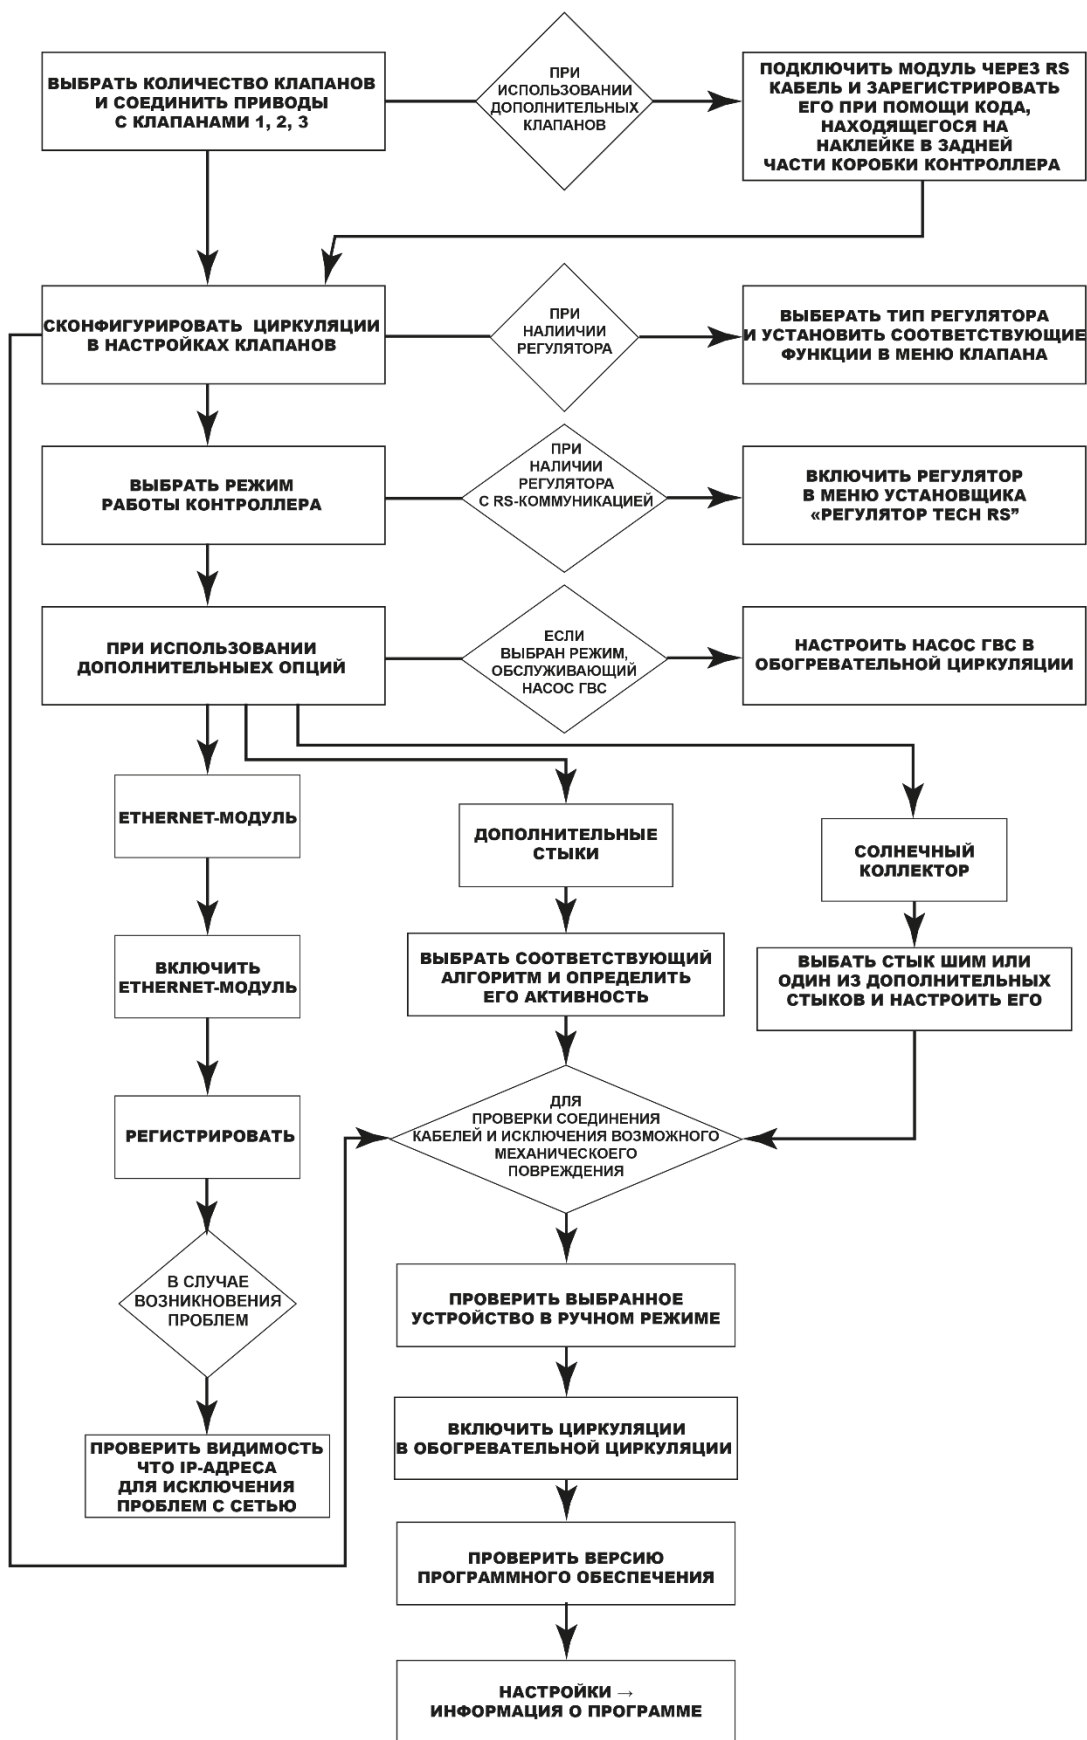 ВЫБРАТЬ КОЛИЧЕСТВО КЛАПАНОВ
И СОЕДИНИТЬ ПРИВОДЫ
С КЛАПАНАМИ 1, 2, 3
ПРИ
ИСПОЛЬЗОВАНИИ
ДОПОЛНИТЕЛЬНЫХ
КЛАПАНОВ
ПОДКЛЮЧИТЬ МОДУЛЬ ЧЕРЕЗ RS
КАБЕЛЬ И ЗАРЕГИСТРИРОВАТЬ
ЕГО ПРИ ПОМОЩИ КОДА,
НАХОДЯЩЕГОСЯ НА
НАКЛЕЙКЕ В ЗАДНЕЙ
ЧАСТИ КОРОБКИ КОНТРОЛЛЕРА
СКОНФИГУРИРОВАТЬ ЦИРКУЛЯЦИИ
В НАСТРОЙКАХ КЛАПАНОВ
ПРИ
НАЛИИЧИИ
РЕГУЛЯТОРА
ВЫБЕРАТЬ ТИП РЕГУЛЯТОРА
И УСТАНОВИТЬ СООТВЕТСТВУЮЩИЕ
ФУНКЦИИ В МЕНЮ КЛАПАНА
ВЫБРАТЬ РЕЖИМ
РАБОТЫ КОНТРОЛЛЕРА
ПРИ
НАЛИЧИИ
РЕГУЛЯТОРА
С RS-КОММУНИКАЦИЕЙ
ВКЛЮЧИТЬ РЕГУЛЯТОР
В МЕНЮ УСТАНОВЩИКА
«РЕГУЛЯТОР TECH RS”
ПРИ ИСПОЛЬЗОВАНИИ
ДОПОЛНИТЕЛЬНЫЕХ ОПЦИЙ
ЕСЛИ
ВЫБРАН РЕЖИМ,
ОБСЛУЖИВАЮЩИЙ
НАСОС ГВС
НАСТРОИТЬ НАСОС ГВС В
ОБОГРЕВАТЕЛЬНОЙ ЦИРКУЛЯЦИИ
ETHERNET-МОДУЛЬ
ДОПОЛНИТЕЛЬНЫЕ
СТЫКИ
СОЛНЕЧНЫЙ
КОЛЛЕКТОР
ВКЛЮЧИТЬ
ETHERNET-МОДУЛЬ
ВЫБРАТЬ СООТВЕТСТВУЮЩИЙ
АЛГОРИТМ И ОПРЕДЕЛИТЬ
ЕГО АКТИВНОСТЬ
ВЫБАТЬ СТЫК ШИМ ИЛИ
ОДИН ИЗ ДОПОЛНИТЕЛЬНЫХ
СТЫКОВ И НАСТРОИТЬ ЕГО
РЕГИСТРИРОВАТЬ
ДЛЯ
ПРОВЕРКИ СОЕДИНЕНИЯ
КАБЕЛЕЙ И ИСКЛЮЧЕНИЯ ВОЗМОЖНОГО
МЕХАНИЧЕСКОЕГО
ПОВРЕЖДЕНИЯ
В СЛУЧАЕ
ВОЗНИКНОВЕНИЯ
ПРОБЛЕМ
ПРОВЕРИТЬ ВЫБРАННОЕ
УСТРОЙСТВО В РУЧНОМ РЕЖИМЕ
ПРОВЕРИТЬ ВИДИМОСТЬ
ЧТО IP-АДРЕСА
ДЛЯ ИСКЛЮЧЕНИЯ
ПРОБЛЕМ С СЕТЬЮ
ВКЛЮЧИТЬ ЦИРКУЛЯЦИИ
В ОБОГРЕВАТЕЛЬНОЙ ЦИРКУЛЯЦИИ
ПРОВЕРИТЬ ВЕРСИЮ
ПРОГРАММНОГО ОБЕСПЕЧЕНИЯ
НАСТРОЙКИ →
ИНФОРМАЦИЯ О ПРОГРАММЕ